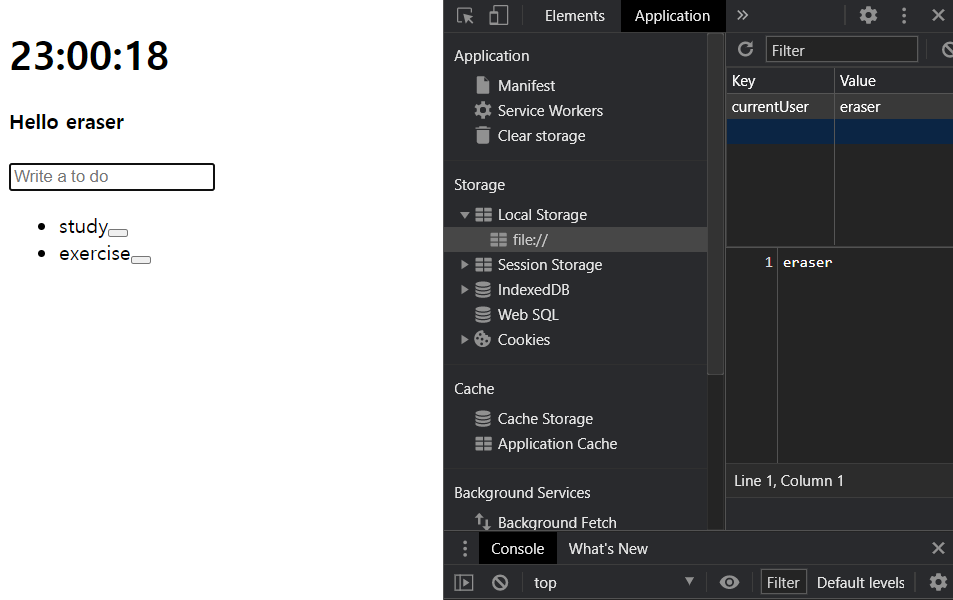 23:00:18
Hello eraser
Write a to do
study
exercise
Elements
Application
Application
Manifest
Service Workers
Clear storage
Storage
Local Storage
file://
Session Storage
IndexedDB
Web SQL
Cookies
Cache
Cache Storage
Application Cache
Background Services
Background Fetch
Filter
Key
Value
currentUser
eraser
1 eraser
Line 1, Column 1
Console
What's New
top
Filter
Default levels